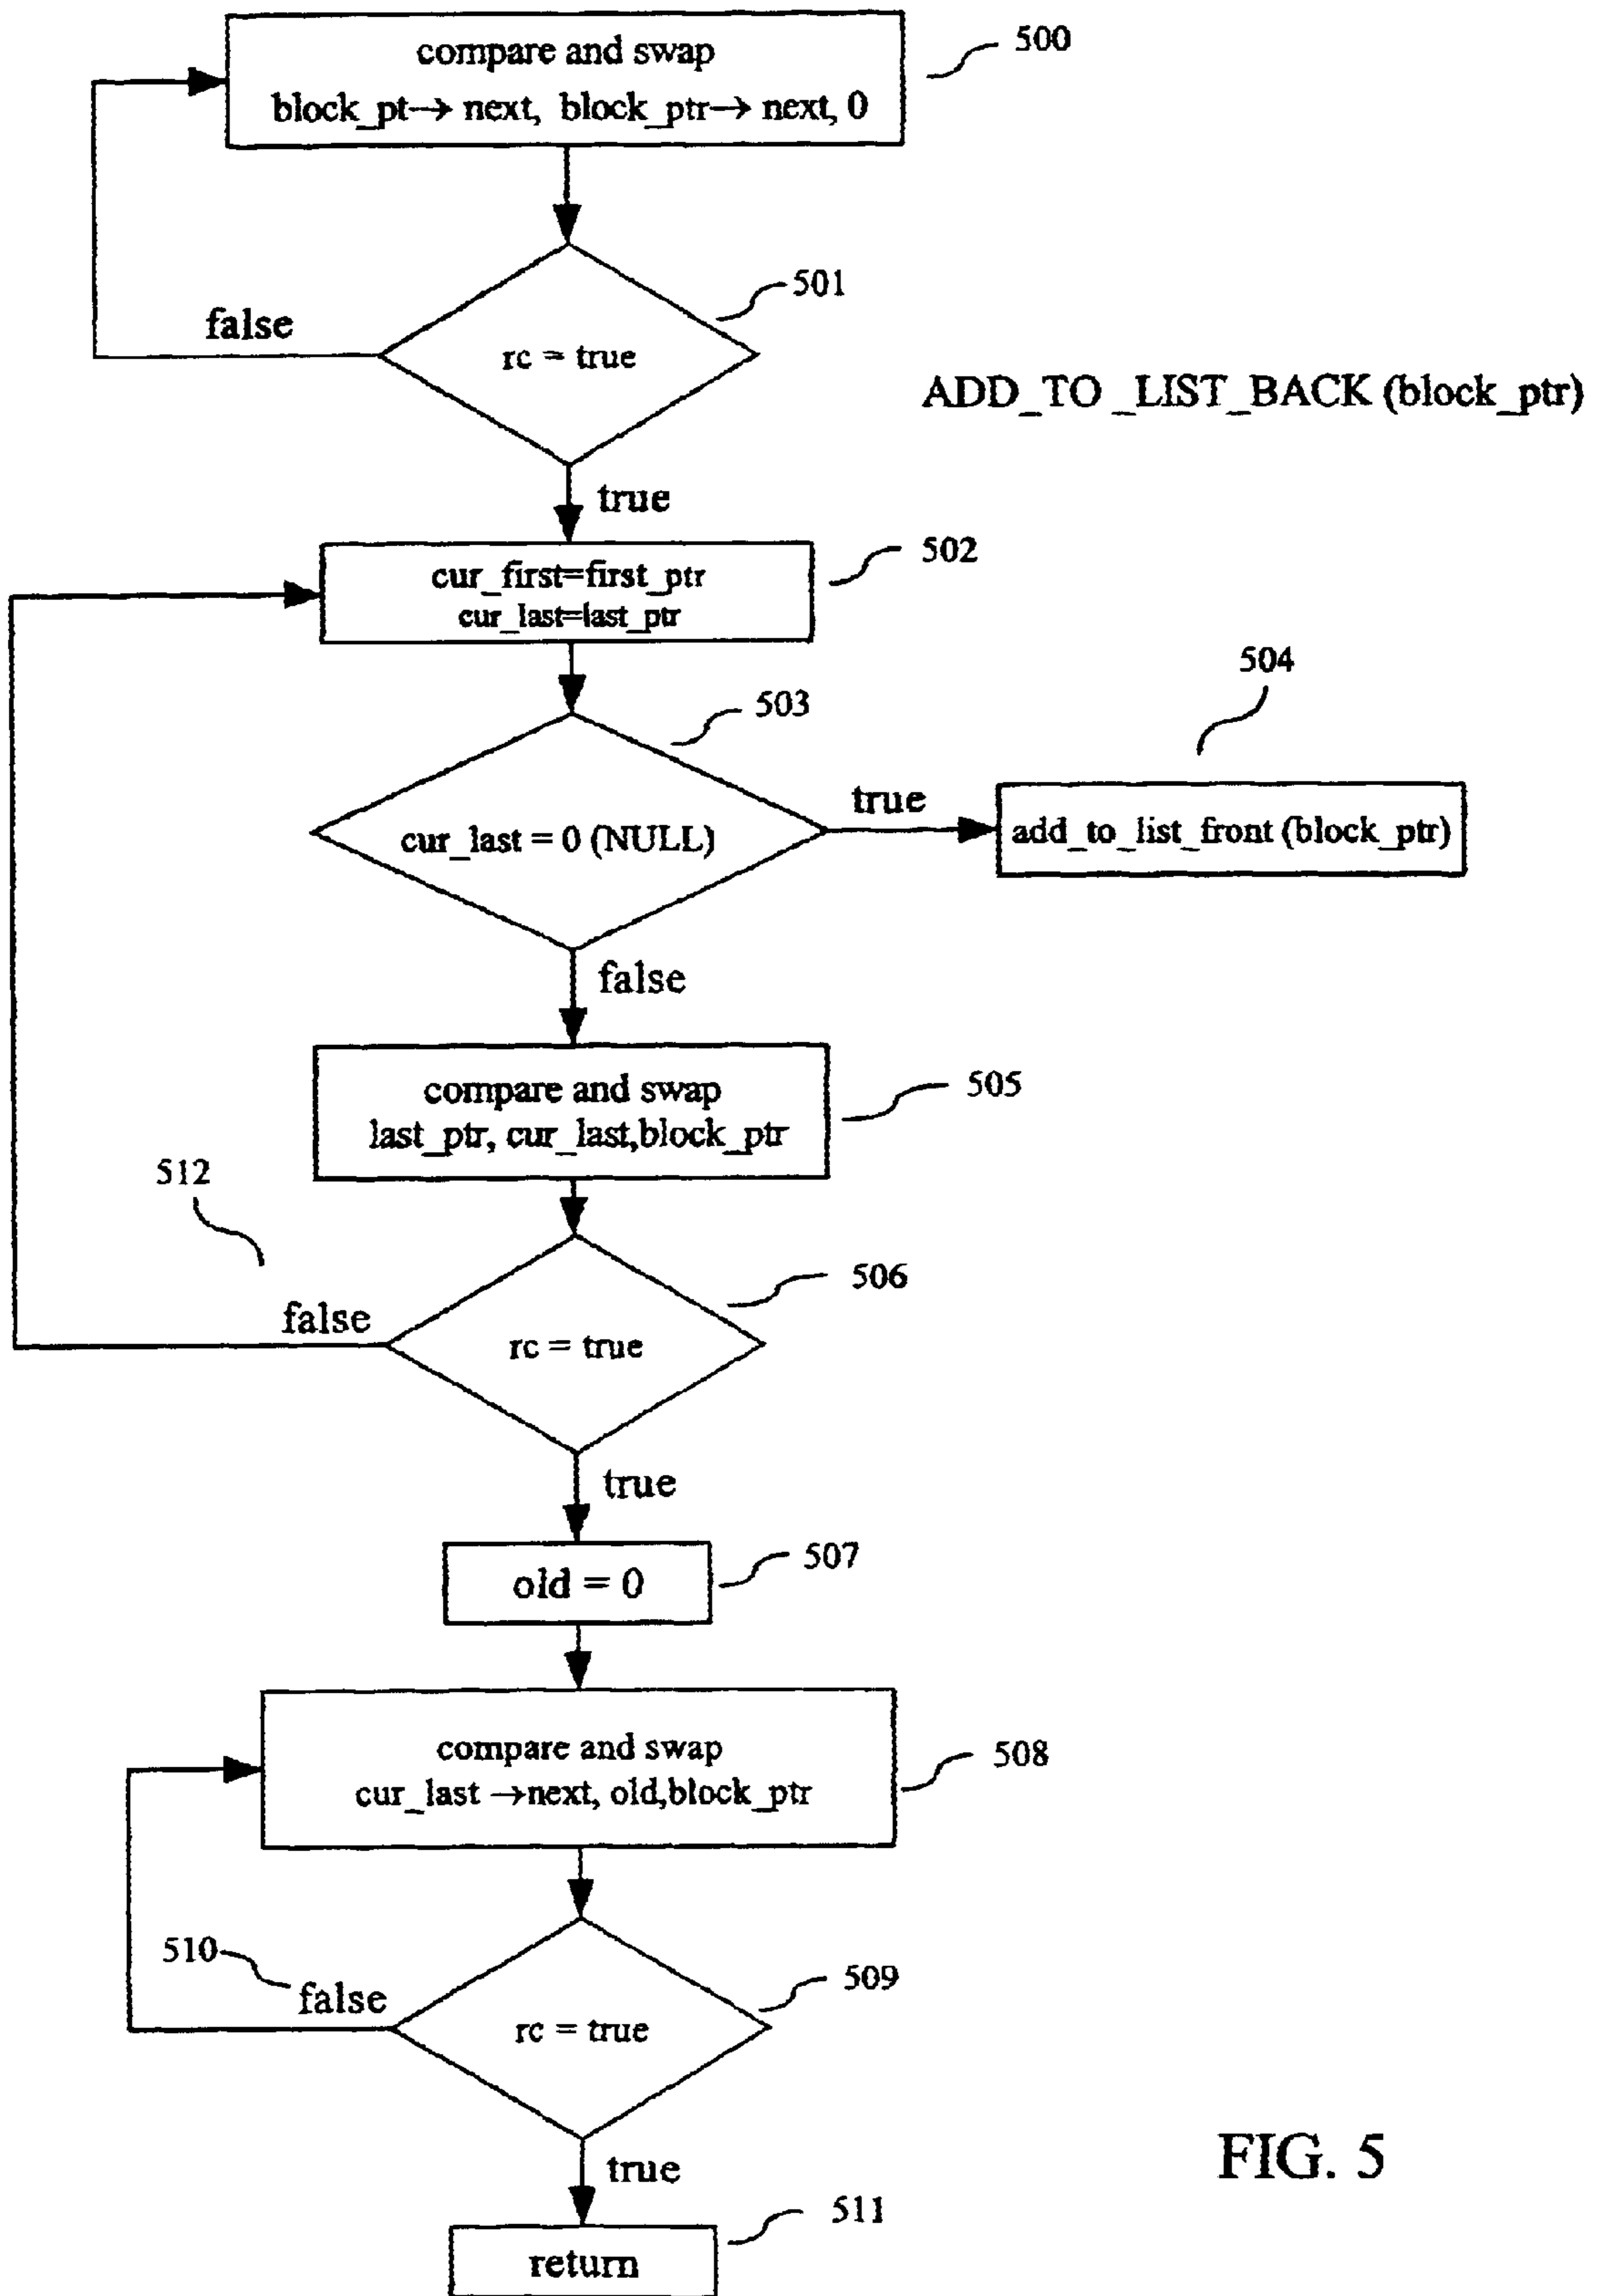 compare and swap
block_pt→ next, block_ptr→ next, 0
500
501
false
rc = true
ADD_TO _LIST_BACK (block_ptr)
true
502
cur_first=first_ptr
cur_last=last_ptr
504
503
true
cur_last = 0 (NULL)
add_to_list_front (block_ptr)
false
compare and swap
last_ptr, cur_last,block_ptr
505
512
506
false
rc = true
true
507
old = 0
compare and swap
cur_last →next, old,block_ptr
508
510
false
509
rc = true
true
FIG. 5
511
return